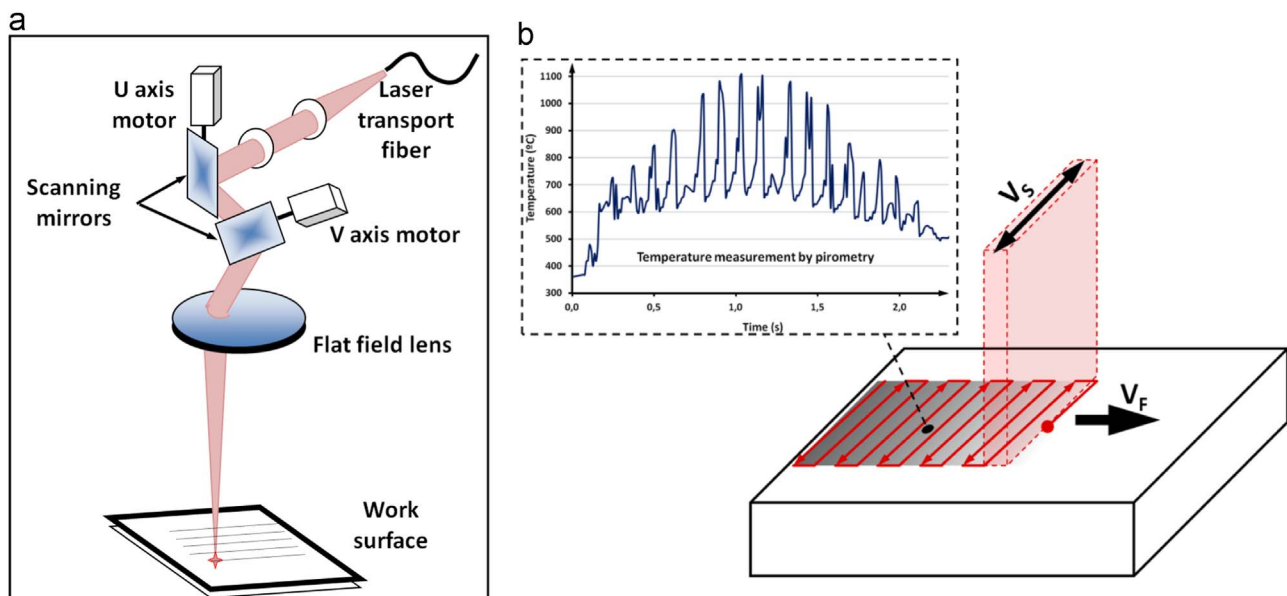 a
U axis
motor
Laser
transport
fiber
Scanning
mirrors
V axis motor
Flat field lens
Work
surface
b
Temperature (ºC)
1100
1000
900
800
700
600
500
400
300
Temperature measurement by pirometry
0,0
0,5
1,0
1,5
2,0
Time (s)
VS
VF